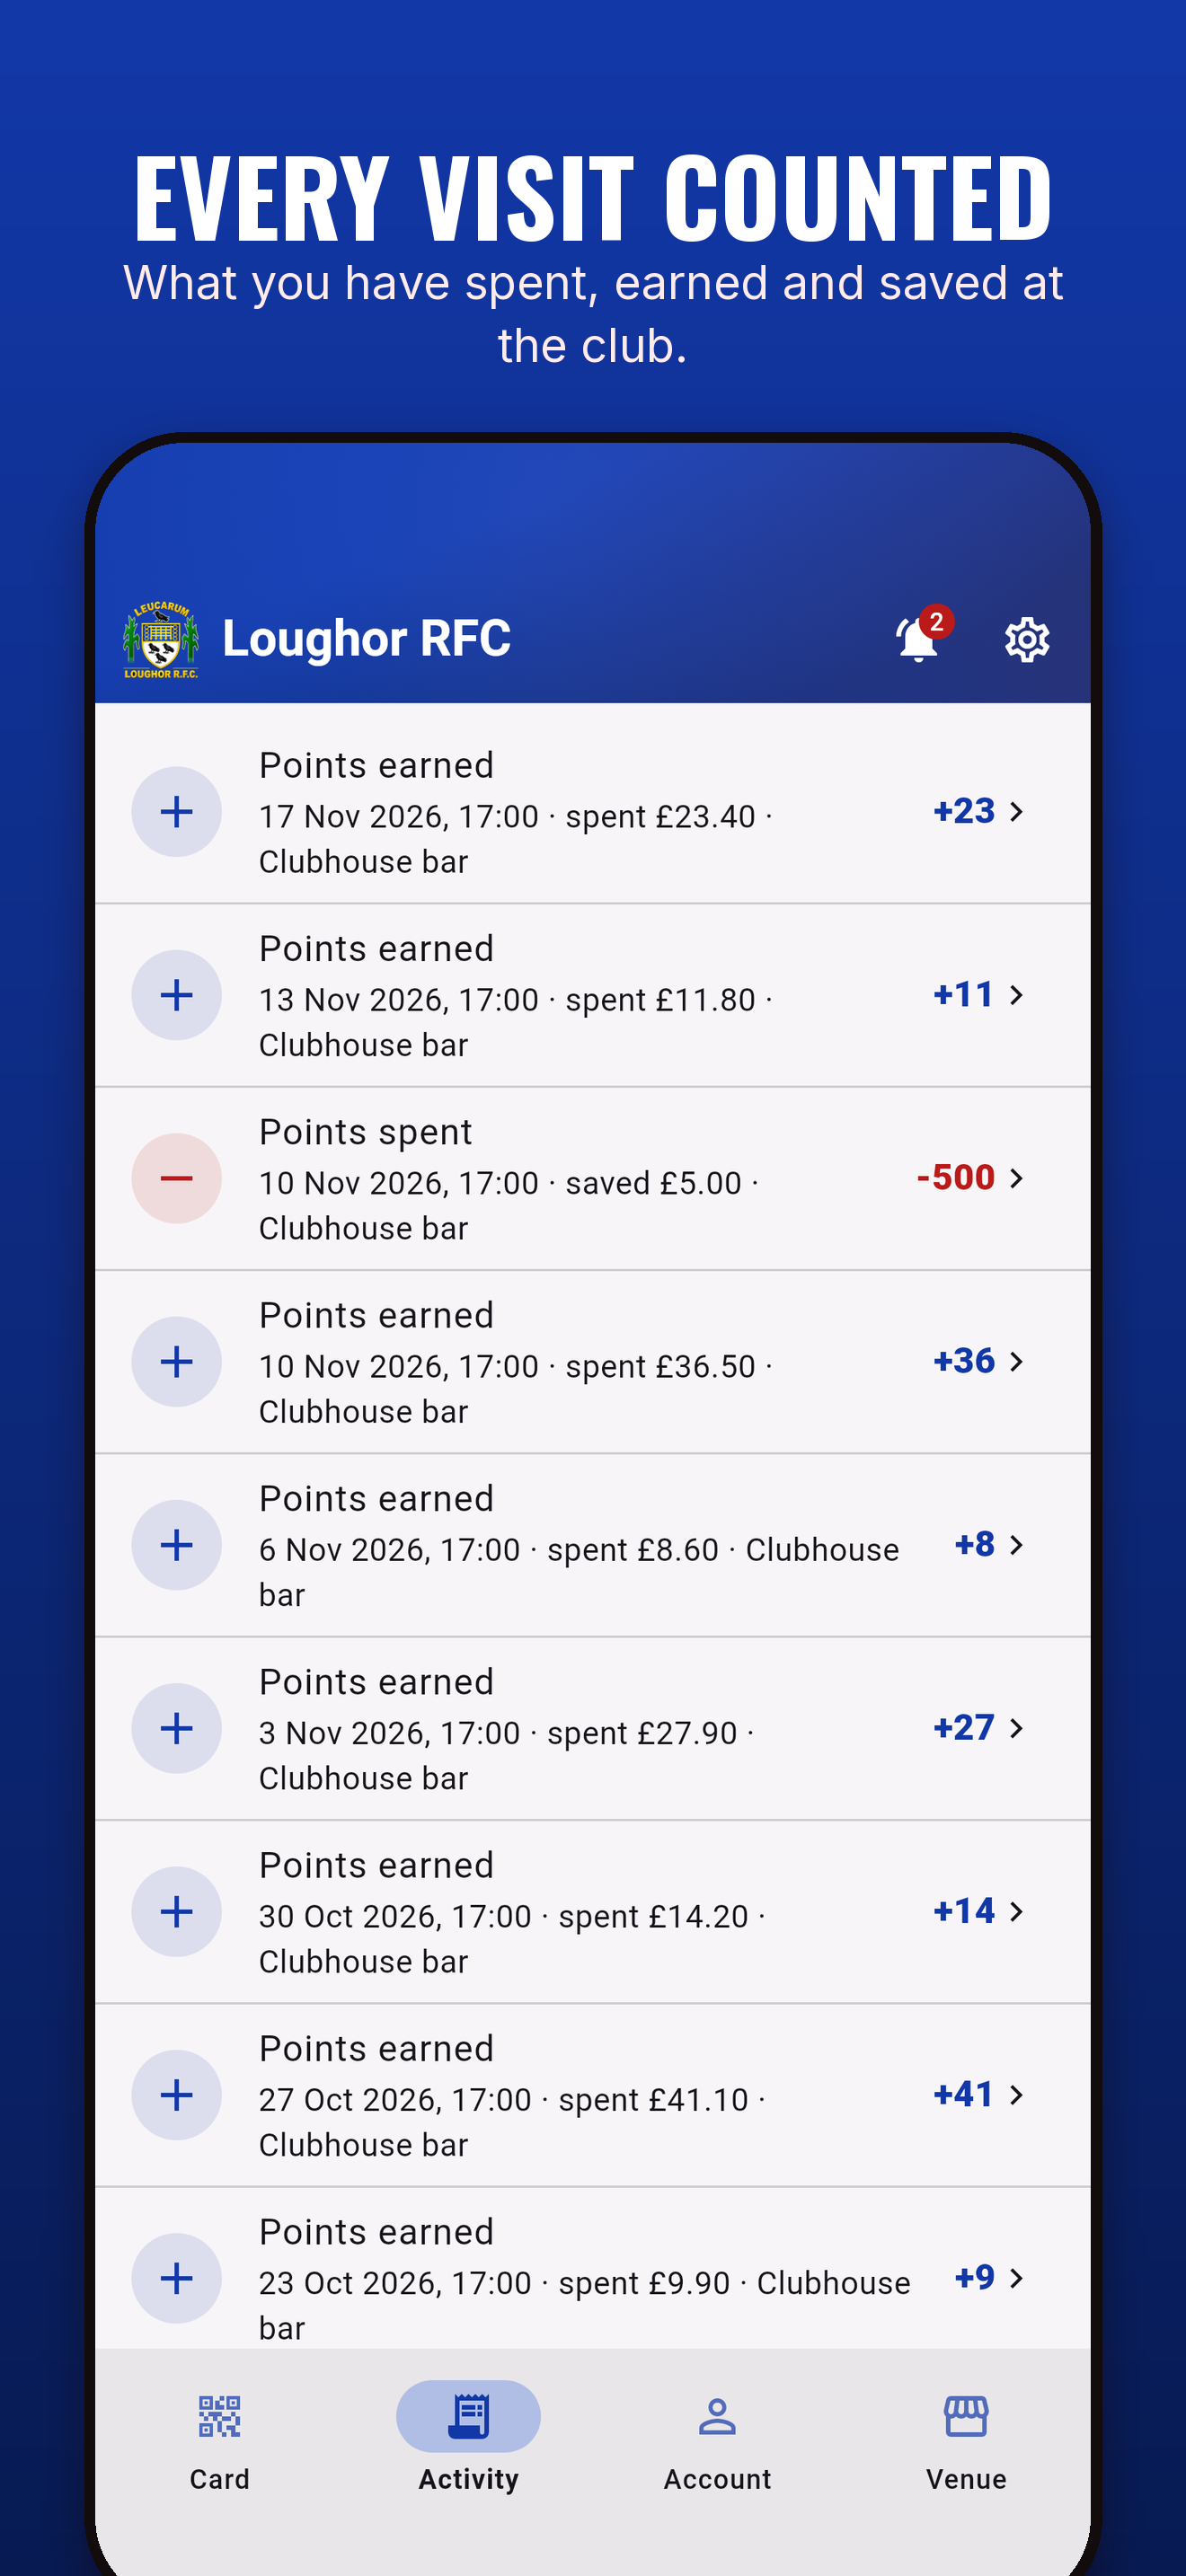 EVERY VISIT COUNTED
What you have spent, earned and saved at
the club.
LEUCARUM
LOUGHOR R.F.C.
Loughor RFC
2
Points earned
17 Nov 2026, 17:00 · spent £23.40 ·
Clubhouse bar
+23
Points earned
13 Nov 2026, 17:00 · spent £11.80 ·
Clubhouse bar
+11
Points spent
10 Nov 2026, 17:00 · saved £5.00 ·
Clubhouse bar
-500
Points earned
10 Nov 2026, 17:00 · spent £36.50 ·
Clubhouse bar
+36
Points earned
6 Nov 2026, 17:00 · spent £8.60 · Clubhouse
bar
+8
Points earned
3 Nov 2026, 17:00 · spent £27.90 ·
Clubhouse bar
+27
Points earned
30 Oct 2026, 17:00 · spent £14.20 ·
Clubhouse bar
+14
Points earned
27 Oct 2026, 17:00 · spent £41.10 ·
Clubhouse bar
+41
Points earned
23 Oct 2026, 17:00 · spent £9.90 · Clubhouse
bar
+9
Card
Activity
Account
Venue